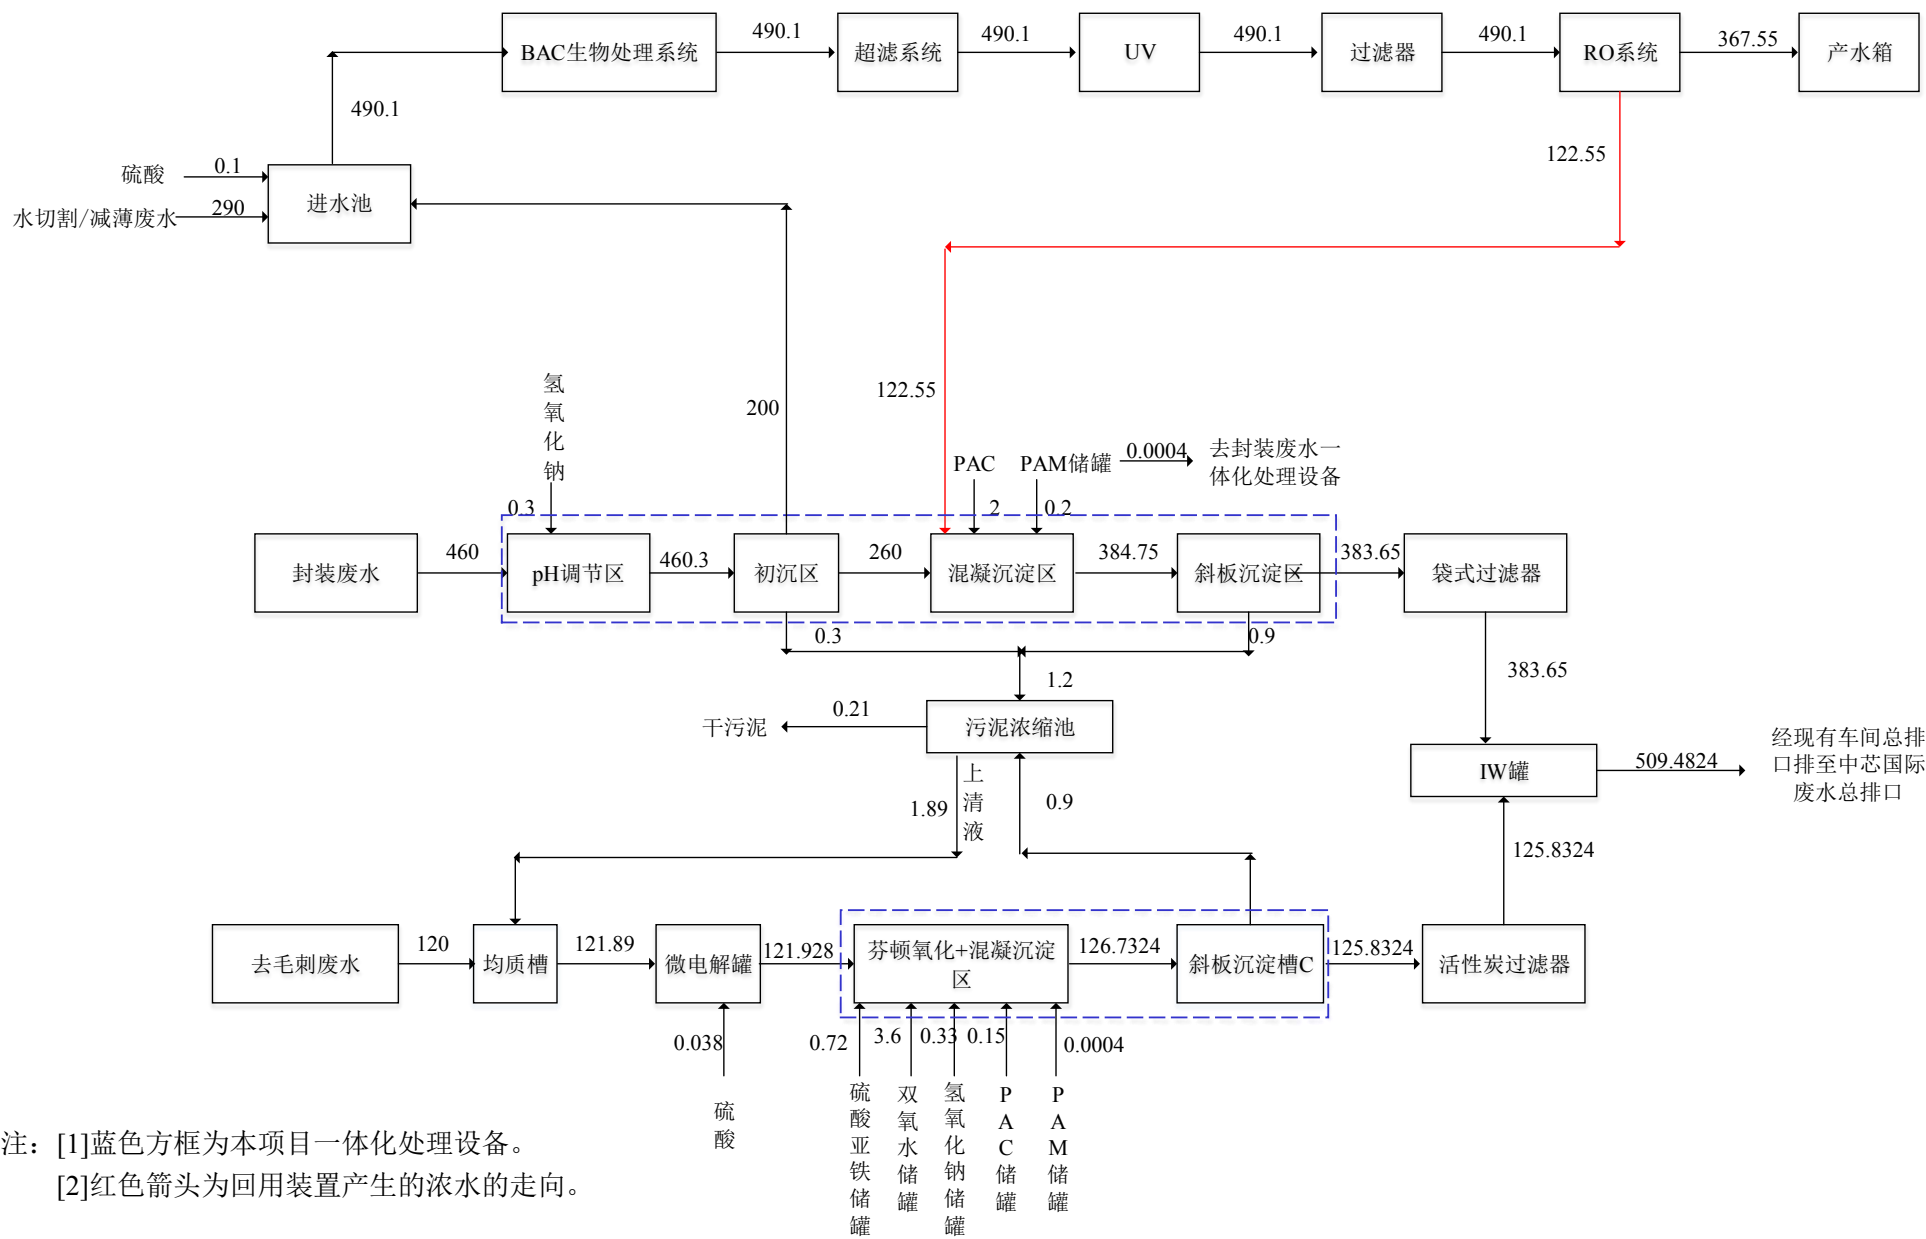 490.1
490.1
490.1
490.1
367.55
BAC生物处理系统
超滤系统
UV
过滤器
RO系统
产水箱
490.1
122.55
硫酸
0.1
进水池
水切割/减薄废水
290
氢氧化钠
200
122.55
PAC
PAM储罐
0.0004
去封装废水一
体化处理设备
0.3
2
0.2
封装废水
460
pH调节区
460.3
初沉区
260
混凝沉淀区
384.75
斜板沉淀区
383.65
袋式过滤器
0.3
0.9
1.2
383.65
干污泥
0.21
污泥浓缩池
上清液
1.89
0.9
IW罐
509.4824
经现有车间总排
口排至中芯国际
废水总排口
125.8324
去毛刺废水
120
均质槽
121.89
微电解罐
121.928
芬顿氧化+混凝沉淀
区
126.7324
斜板沉淀槽C
125.8324
活性炭过滤器
0.038
0.72
3.6
0.33
0.15
0.0004
硫酸
硫酸亚铁储罐
双氧水储罐
氢氧化钠储罐
PAC储罐
PAM储罐
注：[1]蓝色方框为本项目一体化处理设备。
[2]红色箭头为回用装置产生的浓水的走向。